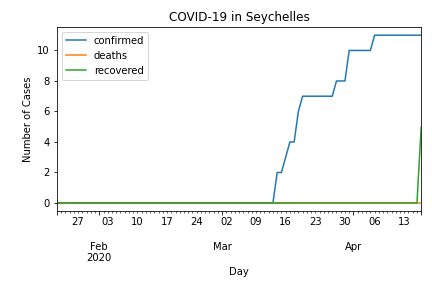 COVID-19 in Seychelles
confirmed
deaths
recovered
Number of Cases
10
8
6
4
2
0
27 03 10 17 24 02 09 16 23 30 06 13
Feb Mar Apr
2020
Day